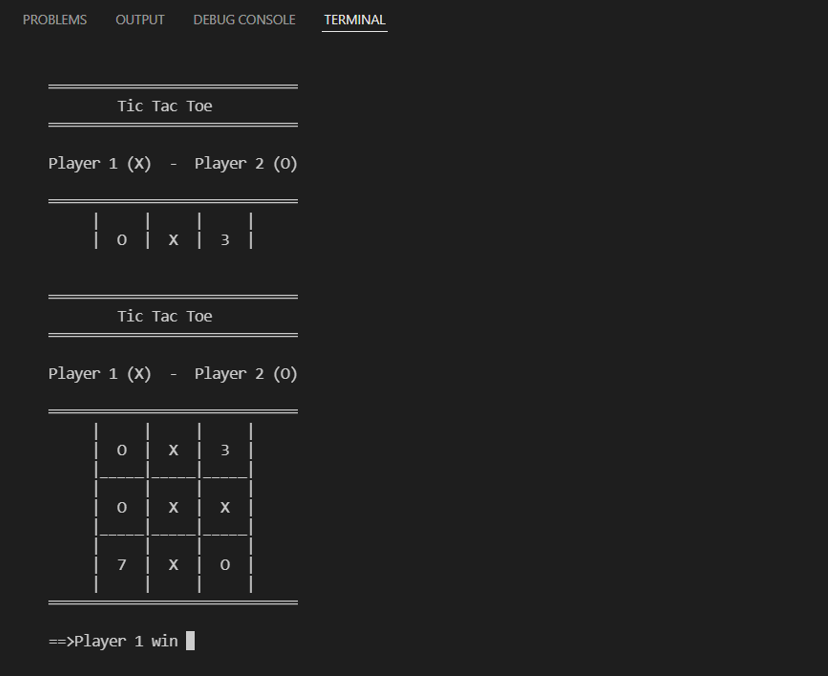 PROBLEMS OUTPUT DEBUG CONSOLE TERMINAL
Tic Tac Toe
Player 1 (X) - Player 2 (O)
| O | X | 3 |
Tic Tac Toe
Player 1 (X) - Player 2 (O)
| O | X | 3 |
| O | X | X |
| 7 | X | O |
==>Player 1 win